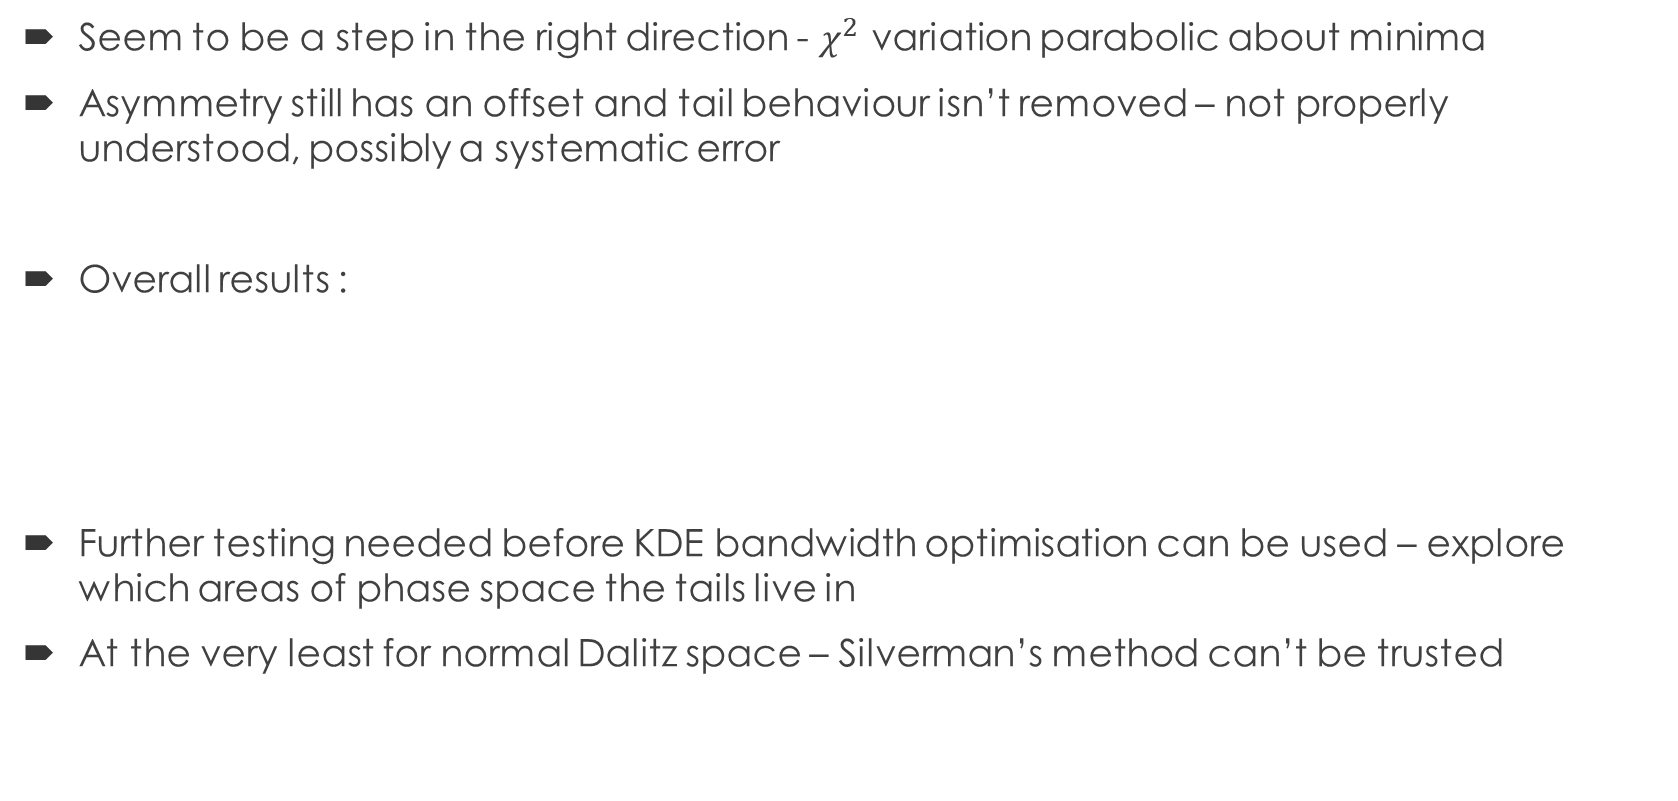 Seem to be a step in the right direction - χ² variation parabolic about minima
Asymmetry still has an offset and tail behaviour isn’t removed – not properly
understood, possibly a systematic error
Overall results :
Further testing needed before KDE bandwidth optimisation can be used – explore
which areas of phase space the tails live in
At the very least for normal Dalitz space – Silverman’s method can’t be trusted